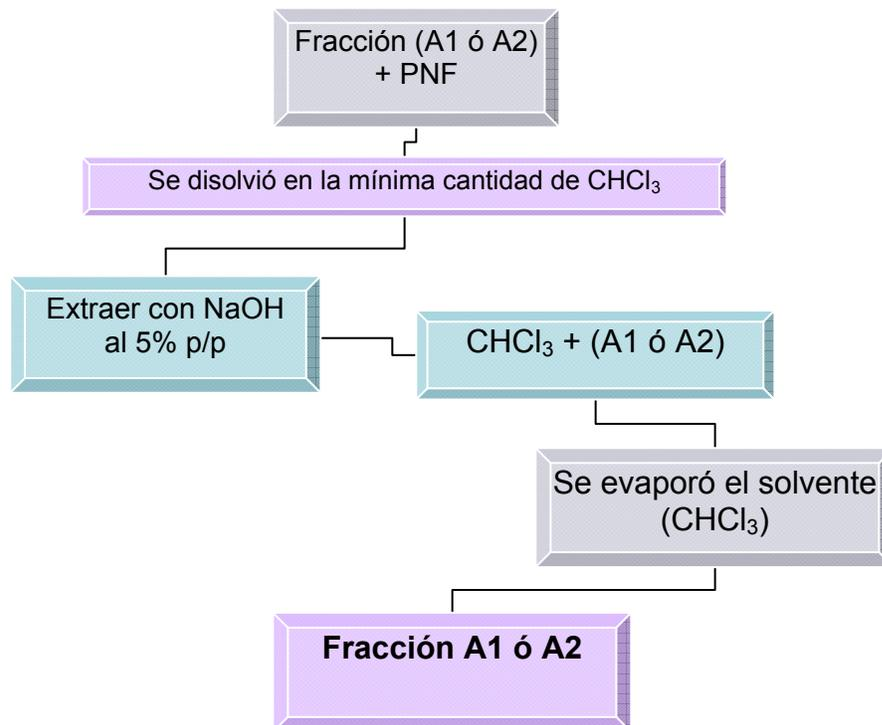 Fracción (A1 ó A2)
+ PNF
Se disolvió en la mínima cantidad de CHCl₃
Extraer con NaOH
al 5% p/p
CHCl₃ + (A1 ó A2)
Se evaporó el solvente
(CHCl₃)
Fracción A1 ó A2